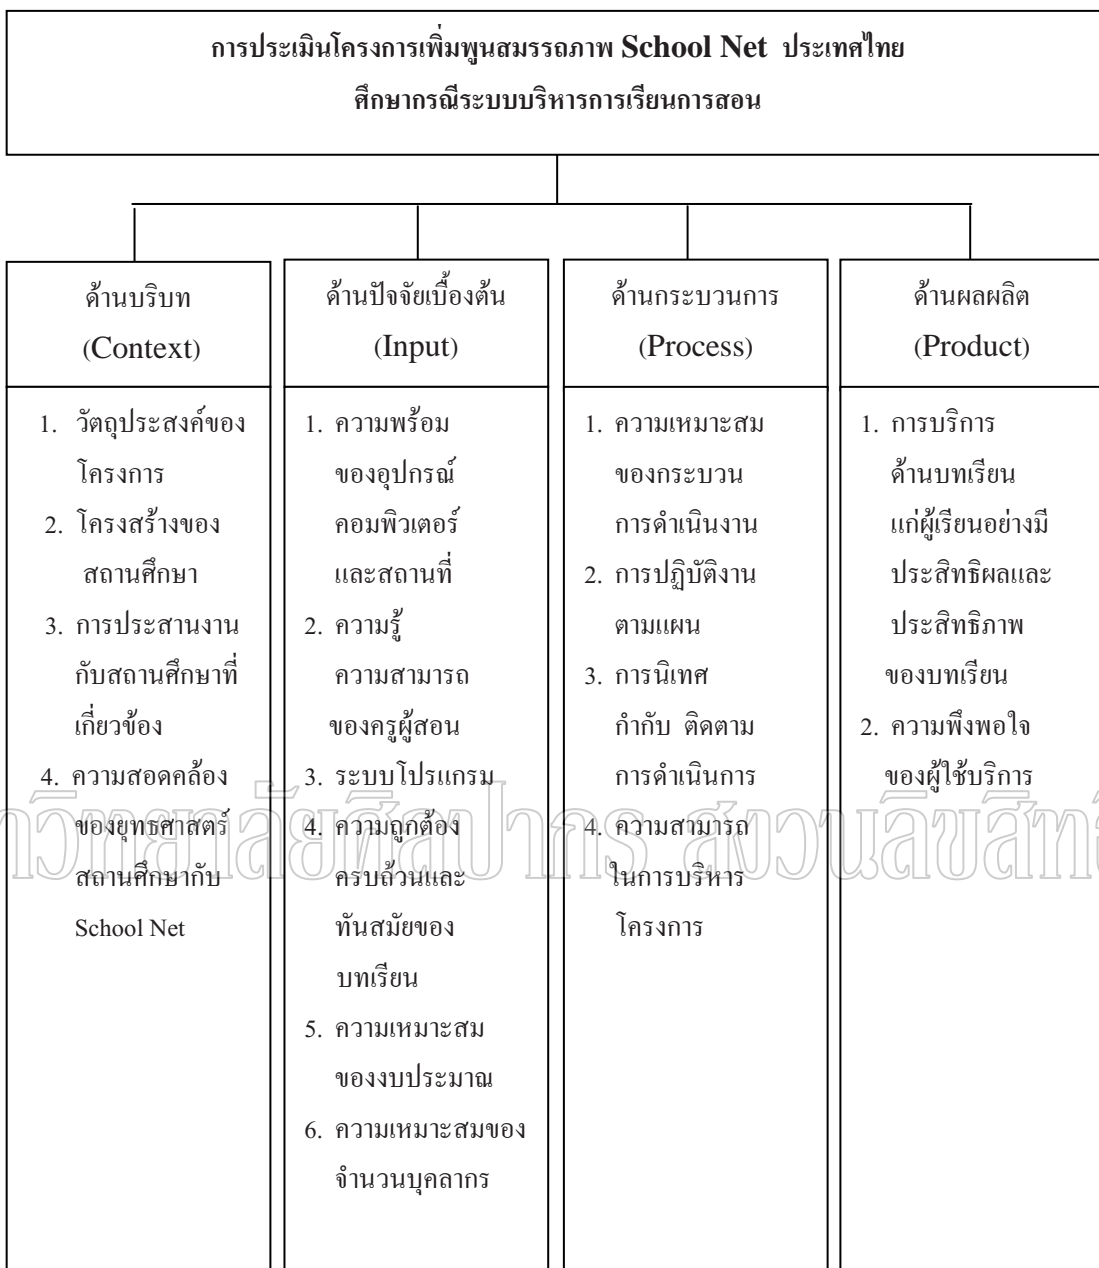 การประเมินโครงการเพิ่มพูนสมรรถภาพ School Net ประเทศไทย
ศึกษากรณีระบบบริหารการเรียนการสอน
ด้านบริบท
(Context)
1. วัตถุประสงค์ของ
โครงการ
2. โครงสร้างของ
สถานศึกษา
3. การประสานงาน
กับสถานศึกษาที่
เกี่ยวข้อง
4. ความสอดคล้อง
ของยุทธศาสตร์
สถานศึกษากับ
School Net
ด้านปัจจัยเบื้องต้น
(Input)
1. ความพร้อม
ของอุปกรณ์
คอมพิวเตอร์
และสถานที่
2. ความรู้
ความสามารถ
ของครูผู้สอน
3. ระบบโปรแกรม
4. ความถูกต้อง
ครบถ้วนและ
ทันสมัยของ
บทเรียน
5. ความเหมาะสม
ของงบประมาณ
6. ความเหมาะสมของ
จำนวนบุคลากร
ด้านกระบวนการ
(Process)
1. ความเหมาะสม
ของกระบวน
การดำเนินงาน
2. การปฏิบัติงาน
ตามแผน
3. การนิเทศ
กำกับ ติดตาม
การดำเนินการ
4. ความสามารถ
ในการบริหาร
โครงการ
ด้านผลผลิต
(Product)
1. การบริการ
ด้านบทเรียน
แก่ผู้เรียนอย่างมี
ประสิทธิผลและ
ประสิทธิภาพ
ของบทเรียน
2. ความพึงพอใจ
ของผู้ใช้บริการ